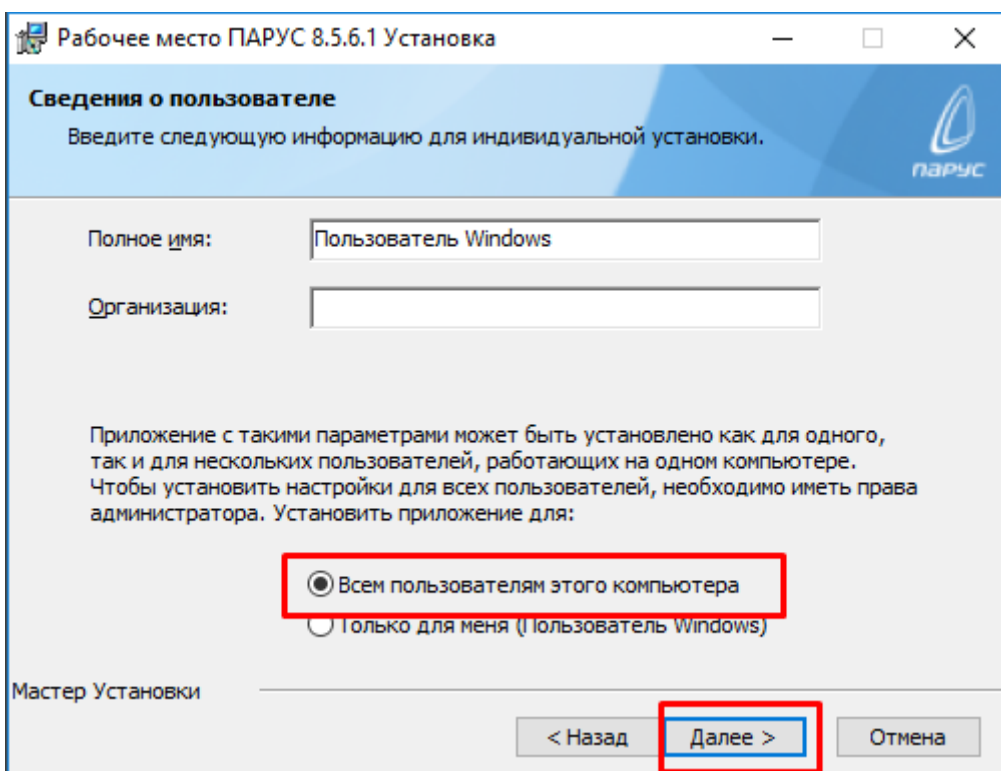 Рабочее место ПАРУС 8.5.6.1 Установка
Сведения о пользователе
Введите следующую информацию для индивидуальной установки.
парус
Полное имя:
Пользователь Windows
Организация:
Приложение с такими параметрами может быть установлено как для одного,
так и для нескольких пользователей, работающих на одном компьютере.
Чтобы установить настройки для всех пользователей, необходимо иметь права
администратора. Установить приложение для:
Всем пользователям этого компьютера
Только для меня (Пользователь Windows)
Мастер Установки
< Назад
Далее >
Отмена